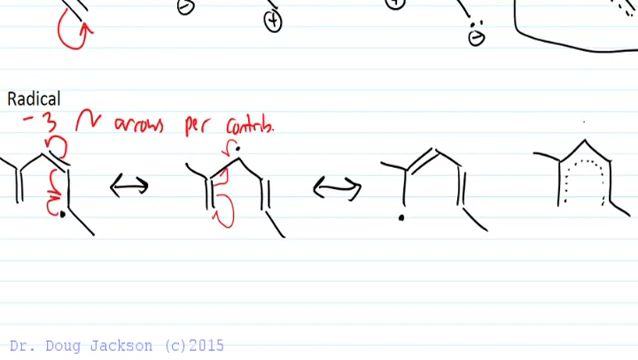 Radical
- 3 arrows per contrib.
Dr. Doug Jackson (c)2015